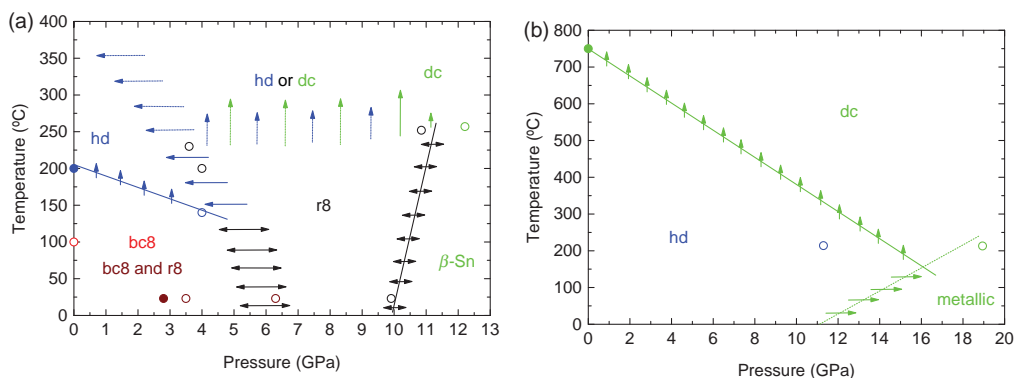 (a)
400
350
300
250
200
150
100
50
0
Temperature (ºC)
hd or dc
dc
hd
r8
bc8
bc8 and r8
β-Sn
0 1 2 3 4 5 6 7 8 9 10 11 12 13
Pressure (GPa)
(b)
800
700
600
500
400
300
200
100
0
Temperature (ºC)
dc
hd
metallic
0 2 4 6 8 10 12 14 16 18 20
Pressure (GPa)